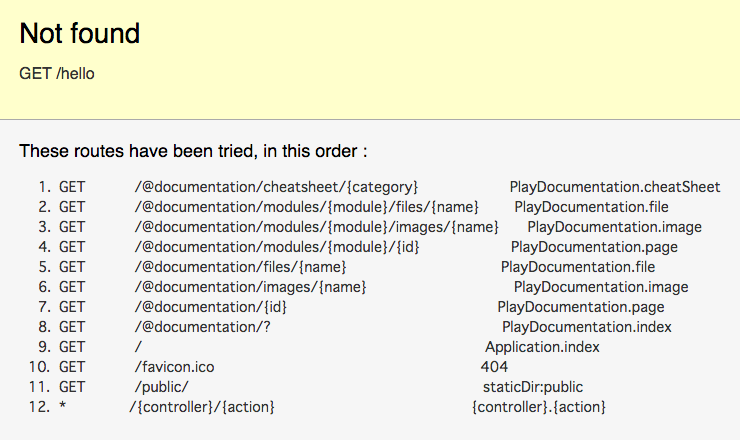 Not found
GET /hello
These routes have been tried, in this order :
1. GET /@documentation/cheatsheet/{category} PlayDocumentation.cheatSheet
2. GET /@documentation/modules/{module}/files/{name} PlayDocumentation.file
3. GET /@documentation/modules/{module}/images/{name} PlayDocumentation.image
4. GET /@documentation/modules/{module}/{id} PlayDocumentation.page
5. GET /@documentation/files/{name} PlayDocumentation.file
6. GET /@documentation/images/{name} PlayDocumentation.image
7. GET /@documentation/{id} PlayDocumentation.page
8. GET /@documentation/? PlayDocumentation.index
9. GET / Application.index
10. GET /favicon.ico 404
11. GET /public/ staticDir:public
12. * /{controller}/{action} {controller}.{action}